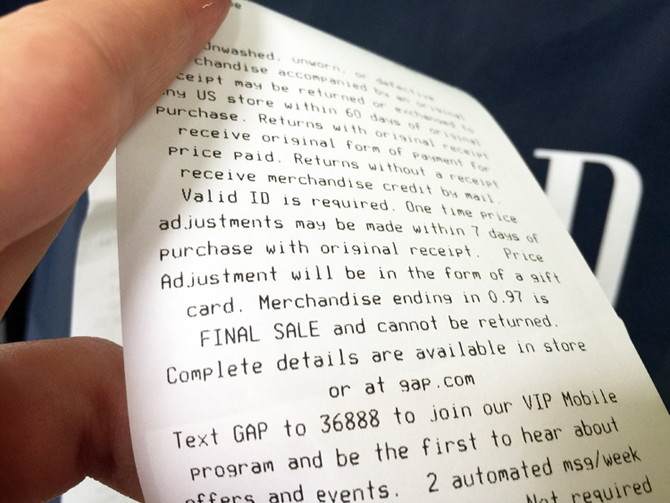 Unwashed, unworn, or defective
chandise accompanied by an original
ceipt may be returned or exchanged to
ny US store within 60 days of original
purchase. Returns with original receipt
receive original form of payment for
price paid. Returns without a receipt
receive merchandise credit by mail.
Valid ID is required. One time price
adjustments may be made within 7 days of
purchase with original receipt. Price
Adjustment will be in the form of a gift
card. Merchandise ending in 0.97 is
FINAL SALE and cannot be returned.
Complete details are available in store
or at gap.com
Text GAP to 36888 to join our VIP Mobile
program and be the first to hear about
offers and events. 2 automated msg/week
Not required